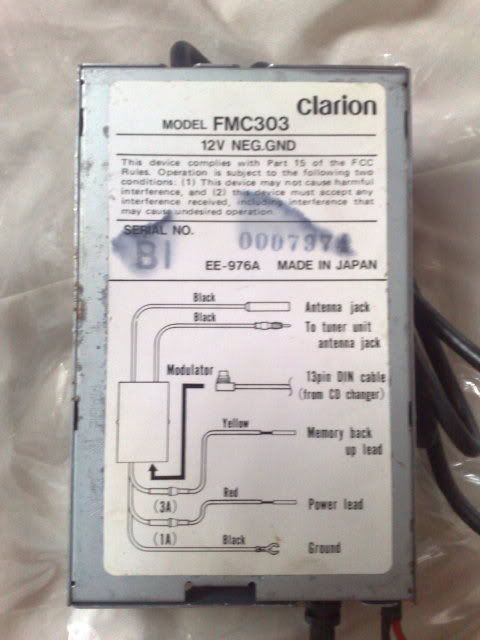 clarion
MODEL FMC303
12V NEG.GND
This device complies with Part 15 of the FCC
Rules. Operation is subject to the following two
conditions: (1) This device may not cause harmful
interference, and (2) this device must accept any
interference received, including interference that
may cause undesired operation.
SERIAL NO. 0007974
B1
EE-976A MADE IN JAPAN
Black
Antenna jack
Black
To tuner unit
antenna jack
Modulator
13pin DIN cable
(from CD changer)
Yellow
Memory back
up lead
(3A)
Red
Power lead
(1A)
Black
Ground